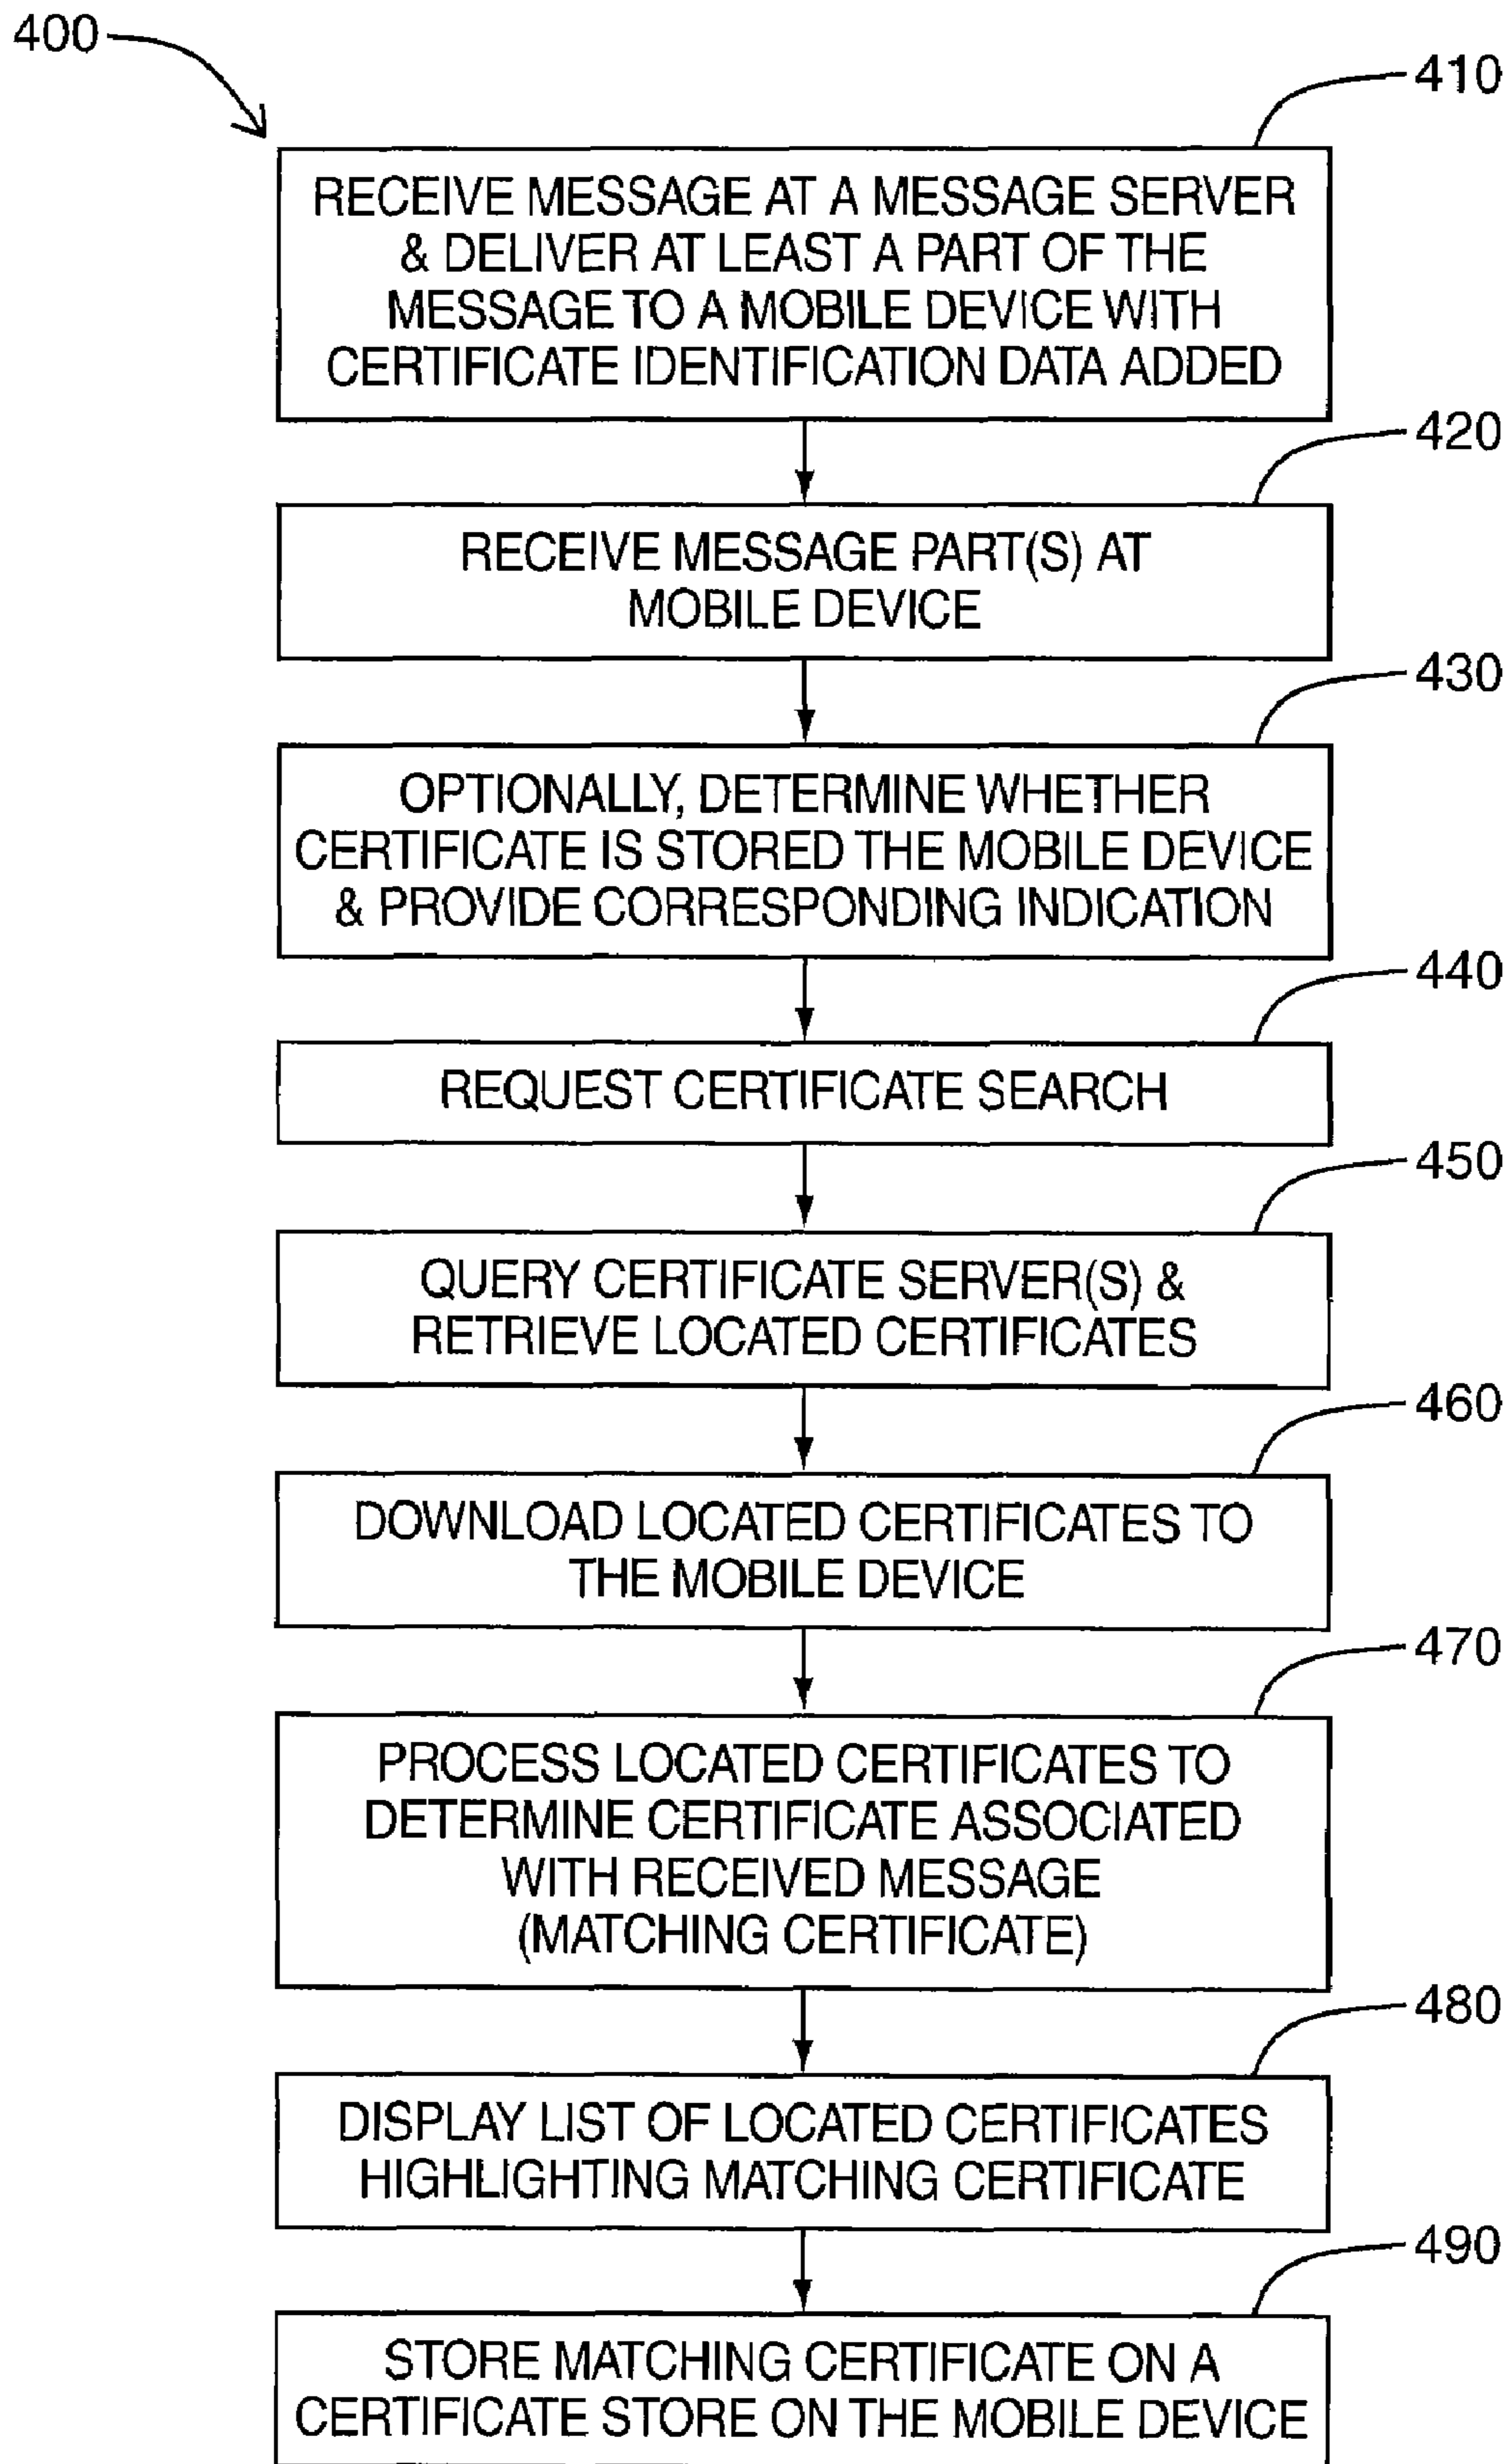 400
410
RECEIVE MESSAGE AT A MESSAGE SERVER
& DELIVER AT LEAST A PART OF THE
MESSAGE TO A MOBILE DEVICE WITH
CERTIFICATE IDENTIFICATION DATA ADDED
420
RECEIVE MESSAGE PART(S) AT
MOBILE DEVICE
430
OPTIONALLY, DETERMINE WHETHER
CERTIFICATE IS STORED THE MOBILE DEVICE
& PROVIDE CORRESPONDING INDICATION
440
REQUEST CERTIFICATE SEARCH
450
QUERY CERTIFICATE SERVER(S) &
RETRIEVE LOCATED CERTIFICATES
460
DOWNLOAD LOCATED CERTIFICATES TO
THE MOBILE DEVICE
470
PROCESS LOCATED CERTIFICATES TO
DETERMINE CERTIFICATE ASSOCIATED
WITH RECEIVED MESSAGE
(MATCHING CERTIFICATE)
480
DISPLAY LIST OF LOCATED CERTIFICATES
HIGHLIGHTING MATCHING CERTIFICATE
490
STORE MATCHING CERTIFICATE ON A
CERTIFICATE STORE ON THE MOBILE DEVICE